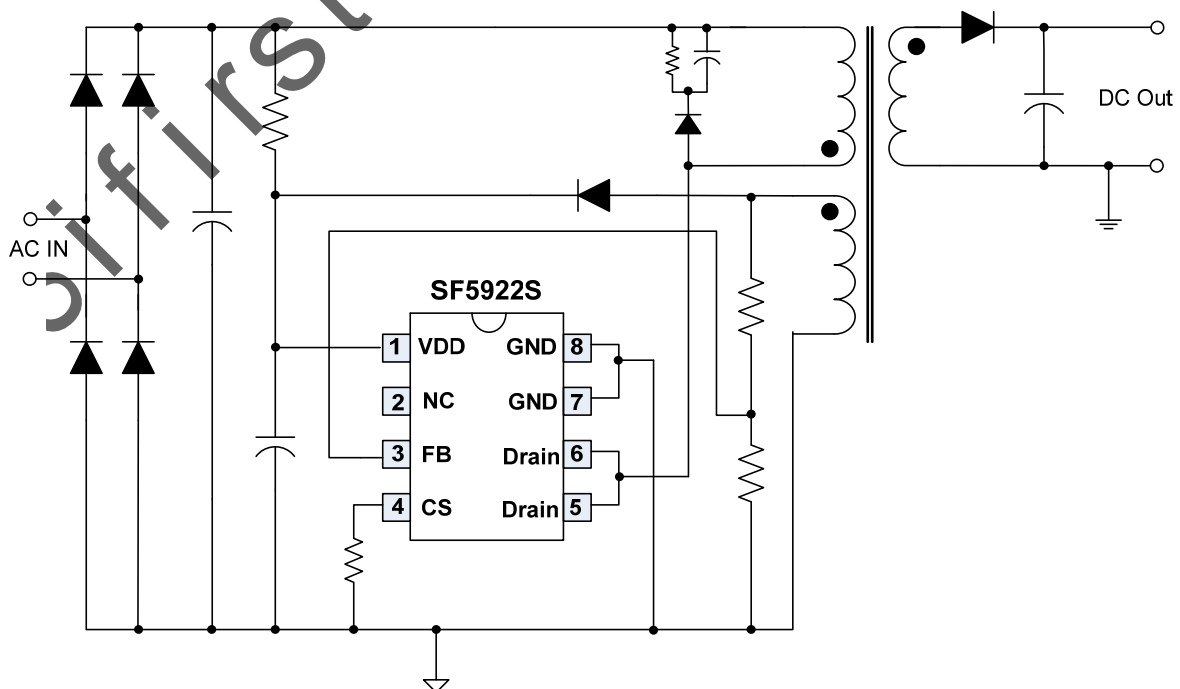 Sifirst
DC Out
AC IN
SF5922S
1 VDD GND 8
2 NC GND 7
3 FB Drain 6
4 CS Drain 5